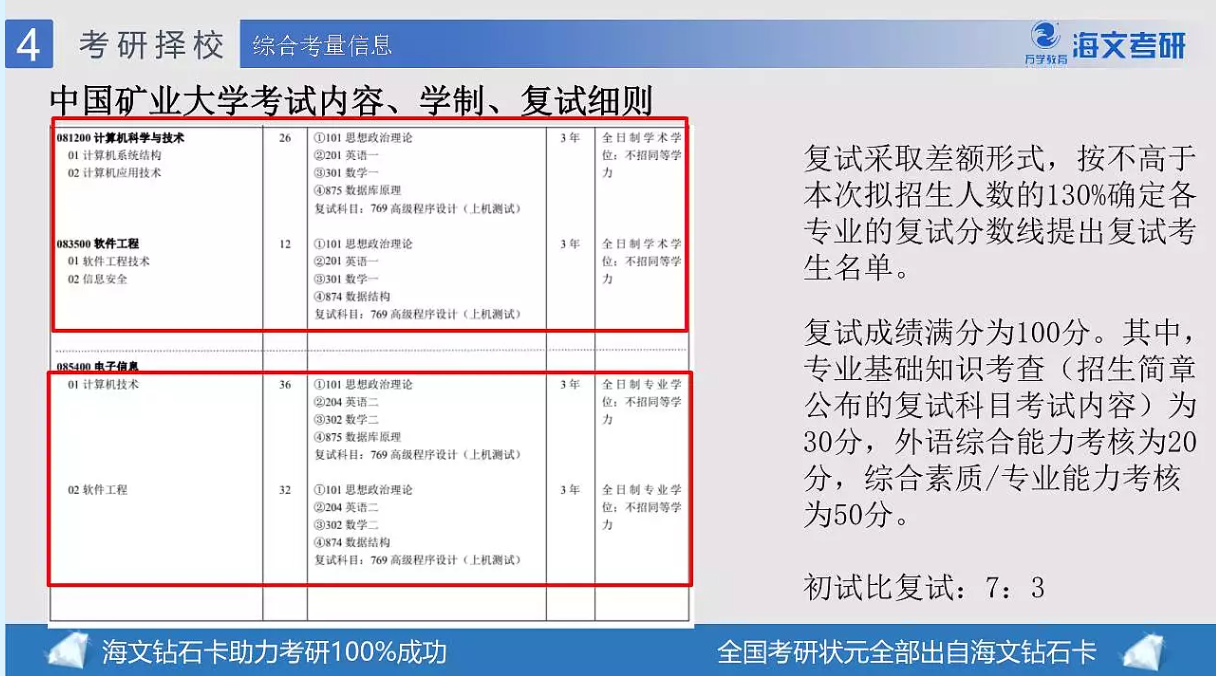 4
考研择校
综合考量信息
万学教育
海文考研
中国矿业大学考试内容、学制、复试细则
081200 计算机科学与技术 26 ①101 思想政治理论 3 年 全日制学术学
01 计算机系统结构 ②201 英语一 位；不招同等学
02 计算机应用技术 ③301 数学一 力
④875 数据库原理
复试科目：769 高级程序设计（上机测试）
083500 软件工程 12 ①101 思想政治理论 3 年 全日制学术学
01 软件工程技术 ②201 英语一 位；不招同等学
02 信息安全 ③301 数学一 力
④874 数据结构
复试科目：769 高级程序设计（上机测试）
085400 电子信息
01 计算机技术 36 ①101 思想政治理论 3 年 全日制专业学
②204 英语二 位；不招同等学
③302 数学二 力
④875 数据库原理
复试科目：769 高级程序设计（上机测试）
02 软件工程 32 ①101 思想政治理论 3 年 全日制专业学
②204 英语二 位；不招同等学
③302 数学二 力
④874 数据结构
复试科目：769 高级程序设计（上机测试）
复试采取差额形式，按不高于
本次拟招生人数的130%确定各
专业的复试分数线提出复试考
生名单。
复试成绩满分为100分。其中，
专业基础知识考查（招生简章
公布的复试科目考试内容）为
30分，外语综合能力考核为20
分，综合素质/专业能力考核
为50分。
初试比复试：7：3
海文钻石卡助力考研100%成功
全国考研状元全部出自海文钻石卡